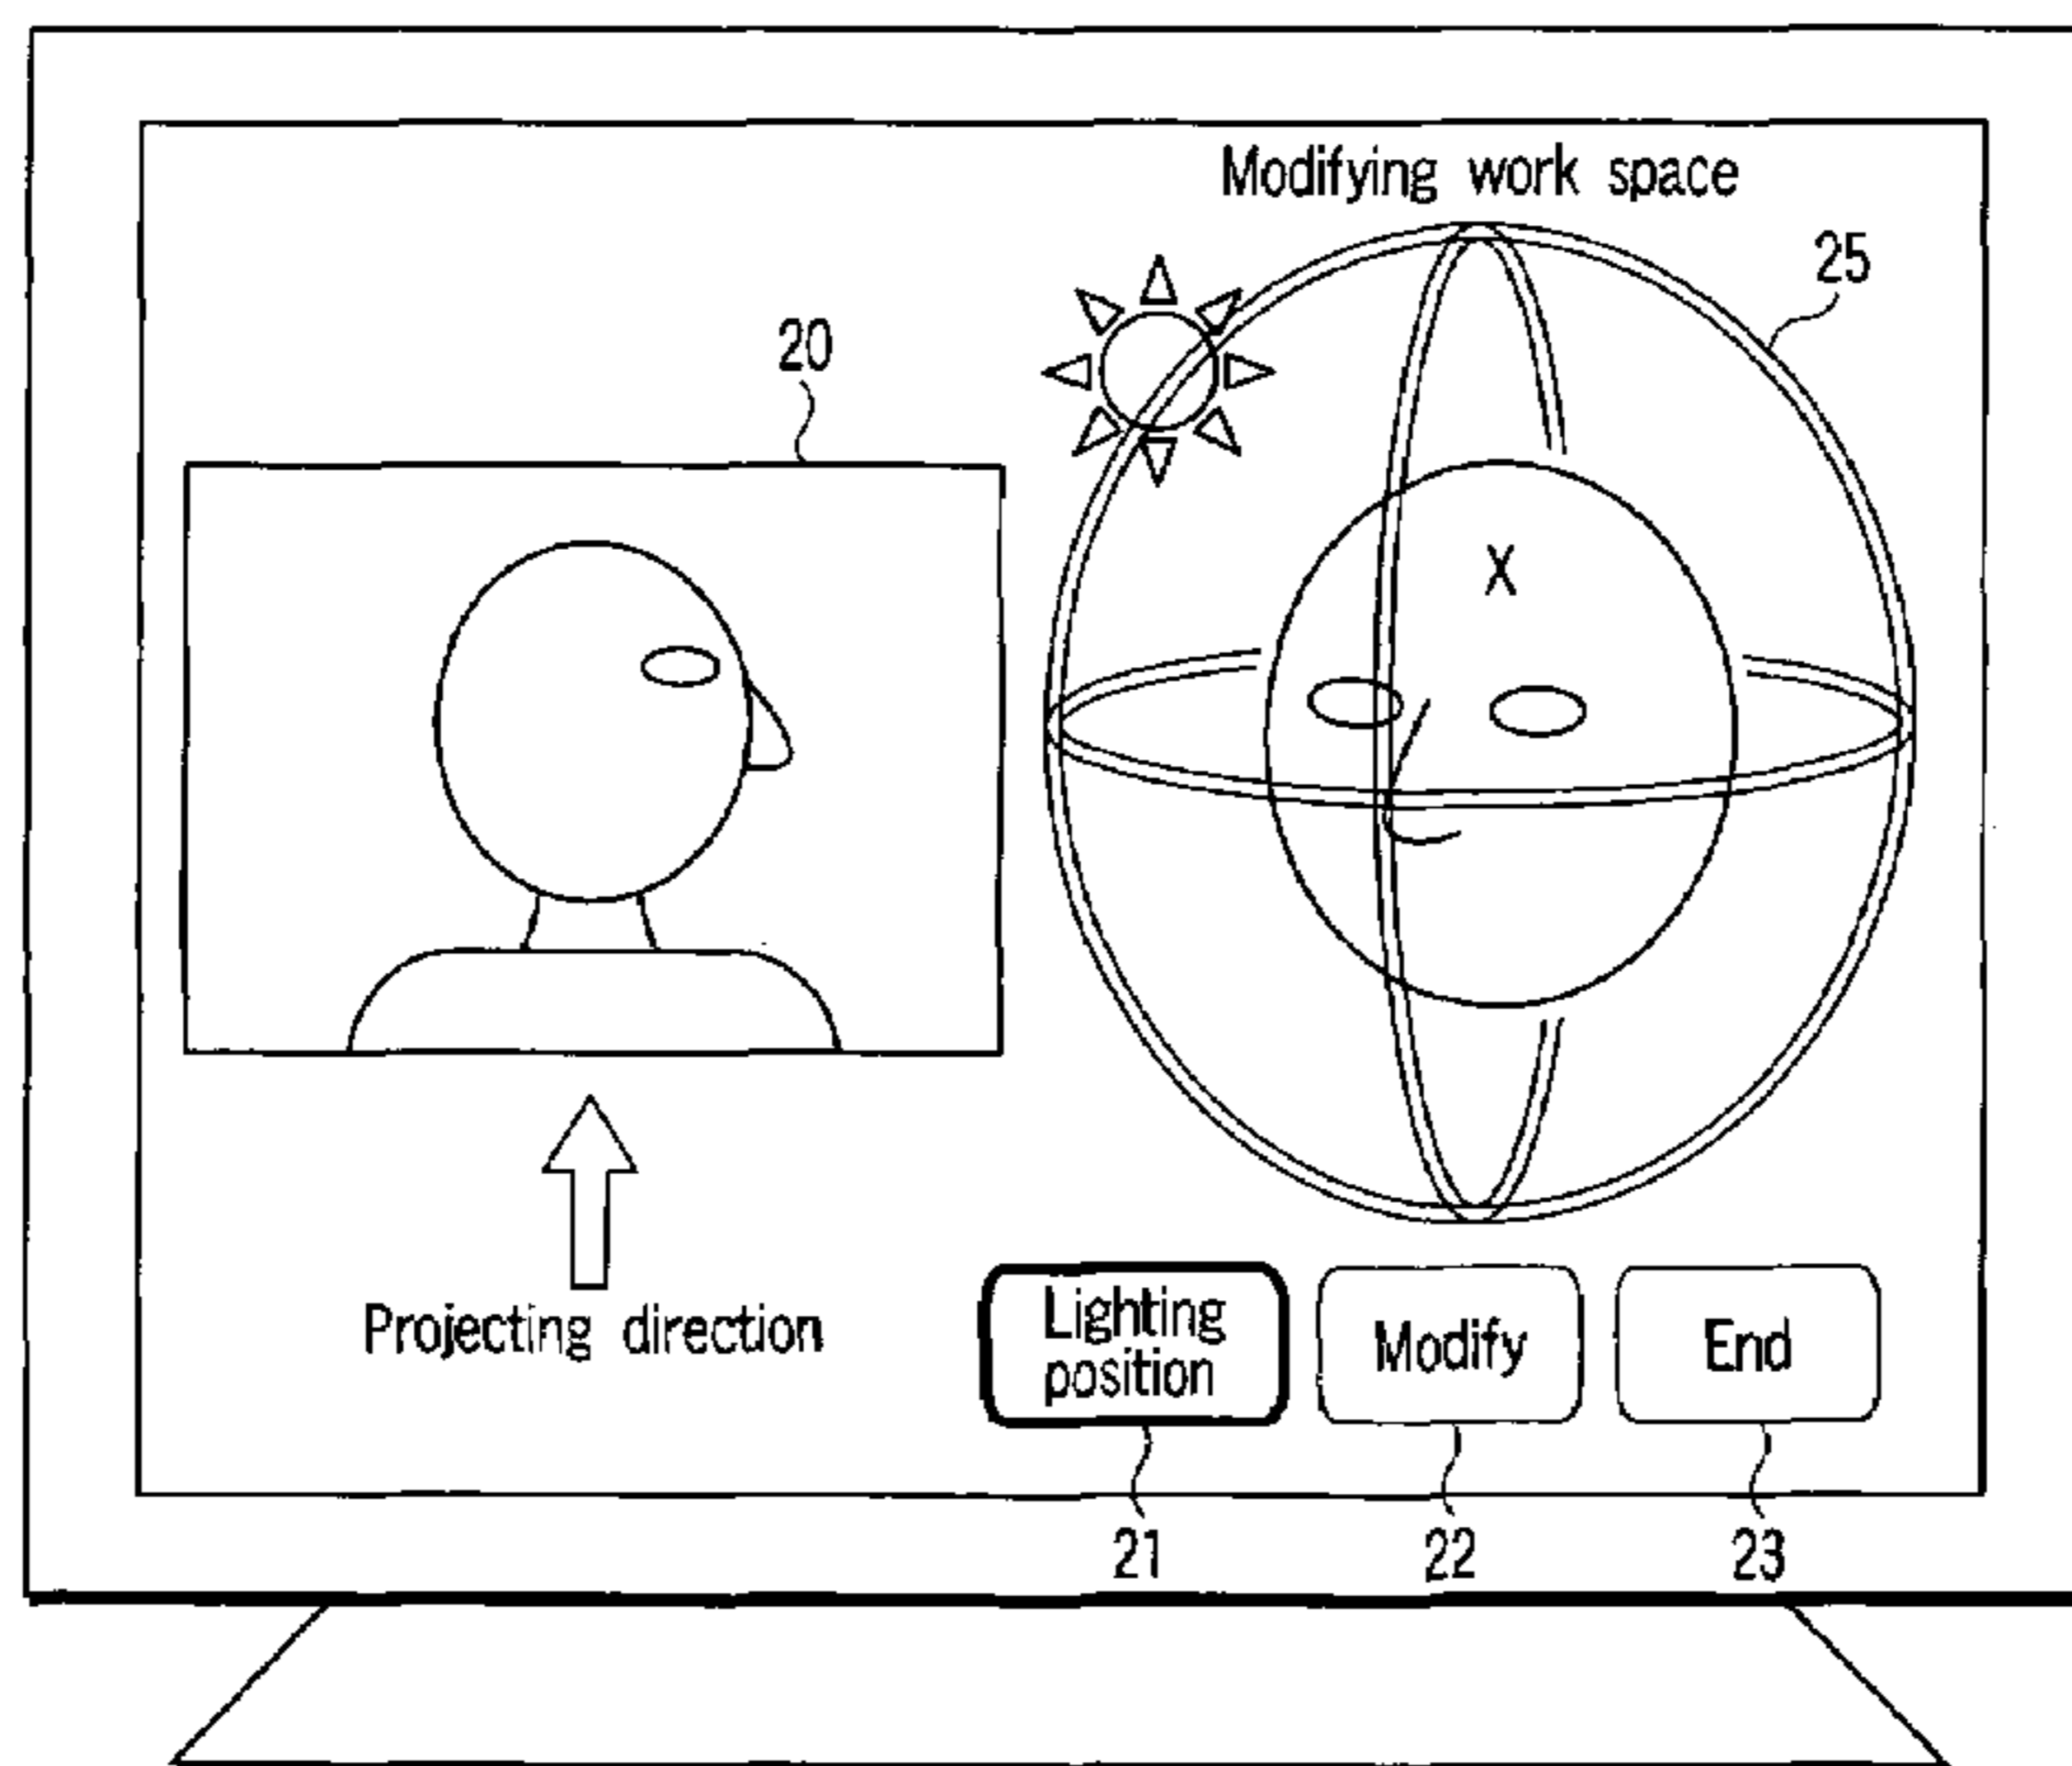 Modifying work space
25
20
X
Projecting direction
Lighting
position
Modify
End
21
22
23